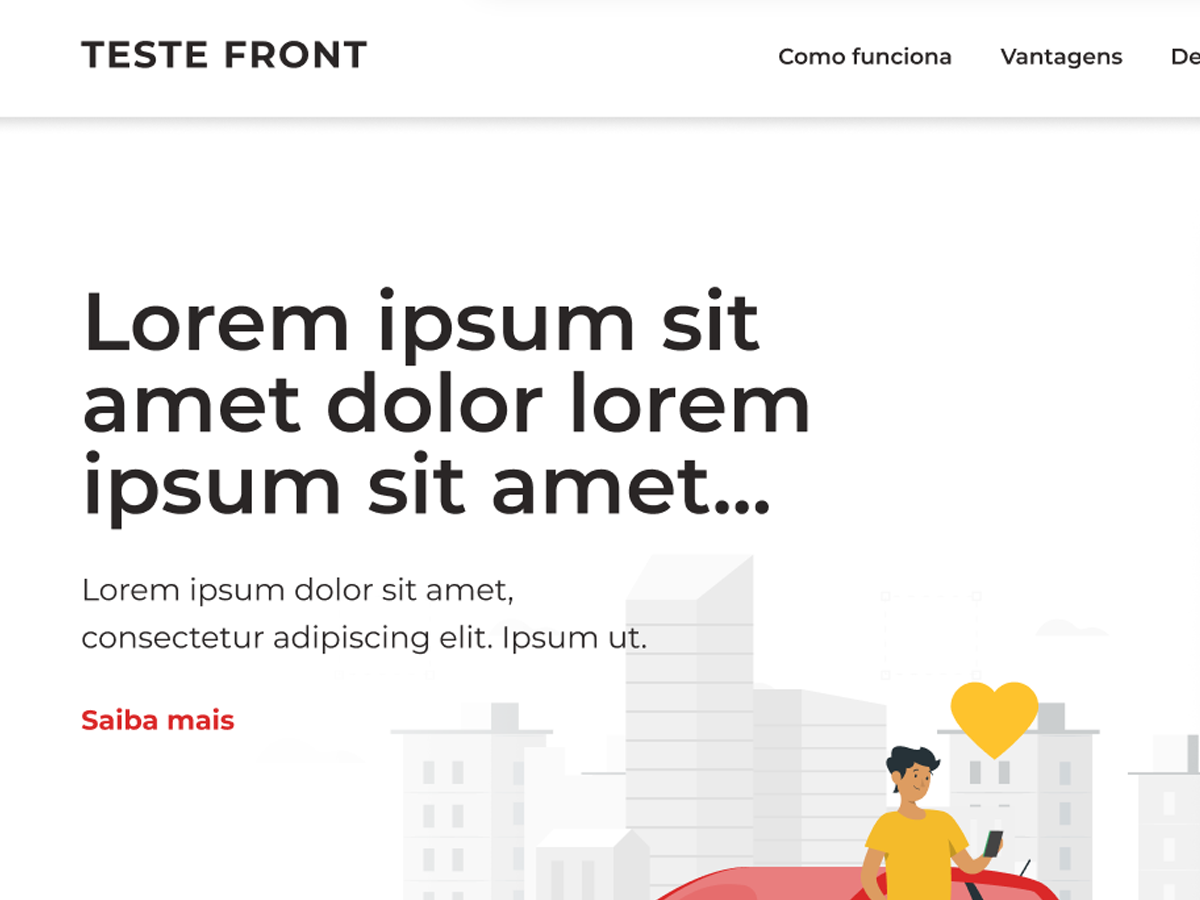 TESTE FRONT
Como funciona Vantagens
Lorem ipsum sit
amet dolor lorem
ipsum sit amet...
Lorem ipsum dolor sit amet,
consectetur adipiscing elit. Ipsum ut.
Saiba mais